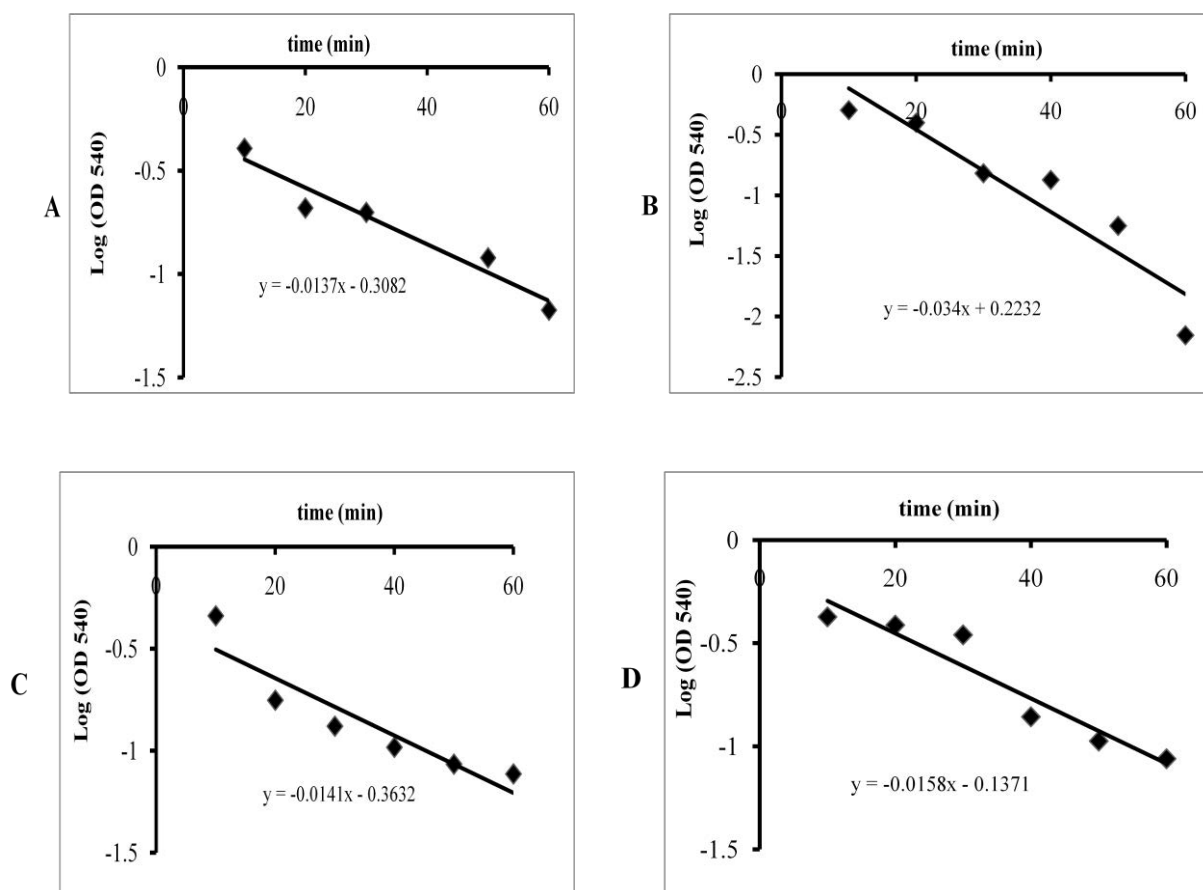 A
time (min)
0
0
20
40
60
-0.5
-1
-1.5
Log (OD 540)
y = -0.0137x - 0.3082
B
time (min)
0
0
20
40
60
-0.5
-1
-1.5
-2
-2.5
Log (OD 540)
y = -0.034x + 0.2232
C
time (min)
0
0
20
40
60
-0.5
-1
-1.5
Log (OD 540)
y = -0.0141x - 0.3632
D
time (min)
0
0
20
40
60
-0.5
-1
-1.5
Log (OD 540)
y = -0.0158x - 0.1371